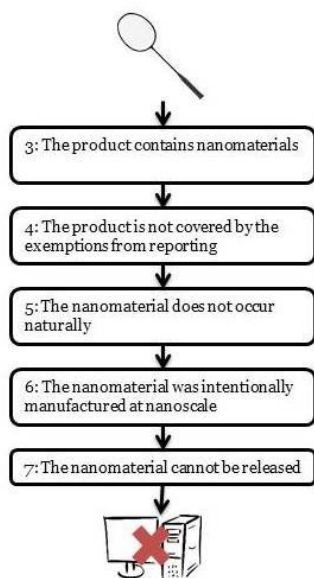 3: The product contains nanomaterials
4: The product is not covered by the
exemptions from reporting
5: The nanomaterial does not occur
naturally
6: The nanomaterial was intentionally
manufactured at nanoscale
7: The nanomaterial cannot be released